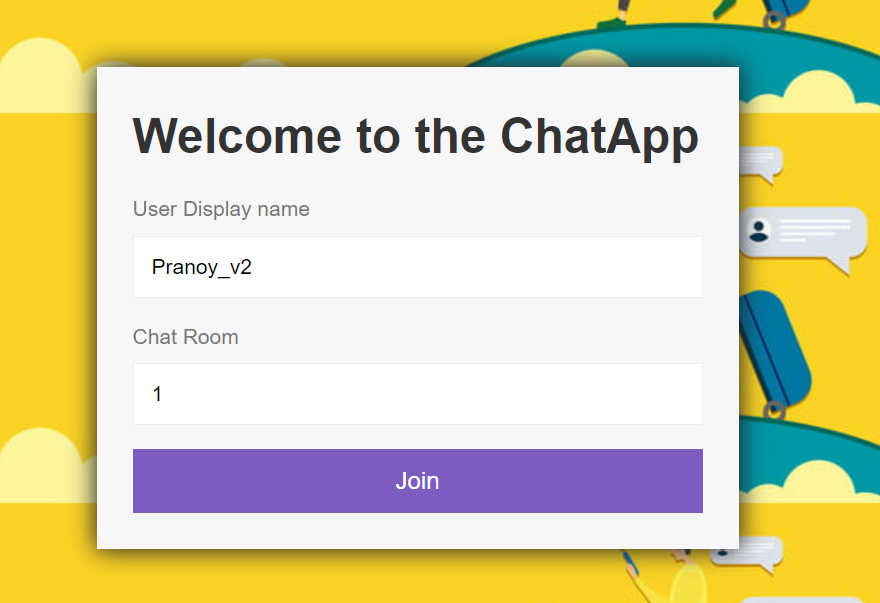 Welcome to the ChatApp
User Display name
Pranoy_v2
Chat Room
1
Join